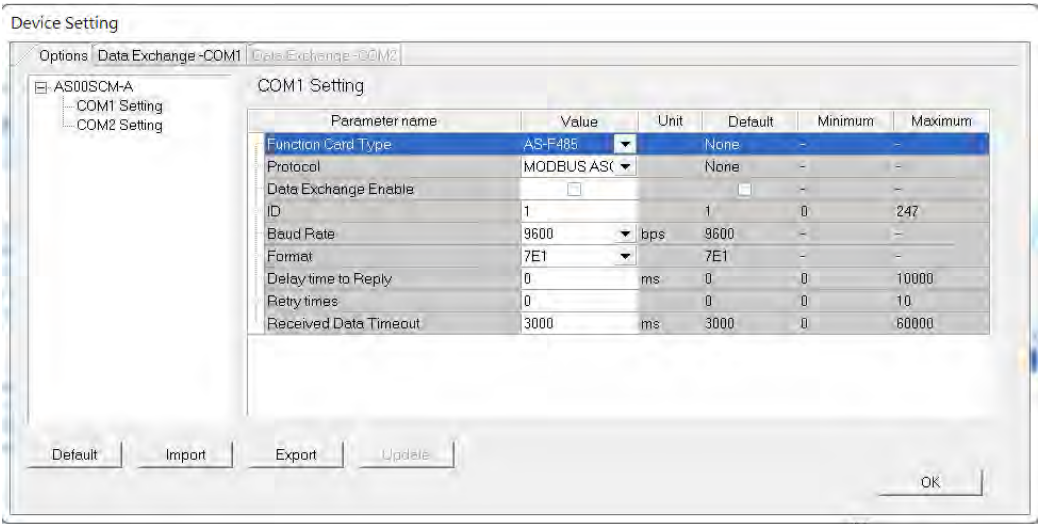 Device Setting
Options Data Exchange -COM1 Data Exchange -COM2
AS00SCM-A
COM1 Setting
COM2 Setting
COM1 Setting
Parameter name Value Unit Default Minimum Maximum
Function Card Type AS-F485 None - -
Protocol MODBUS ASC None - -
Data Exchange Enable - -
ID 1 1 0 247
Baud Rate 9600 bps 9600 - -
Format 7E1 7E1 - -
Delay time to Reply 0 ms 0 0 10000
Retry times 0 0 0 10
Received Data Timeout 3000 ms 3000 0 60000
Default Import Export Update
OK